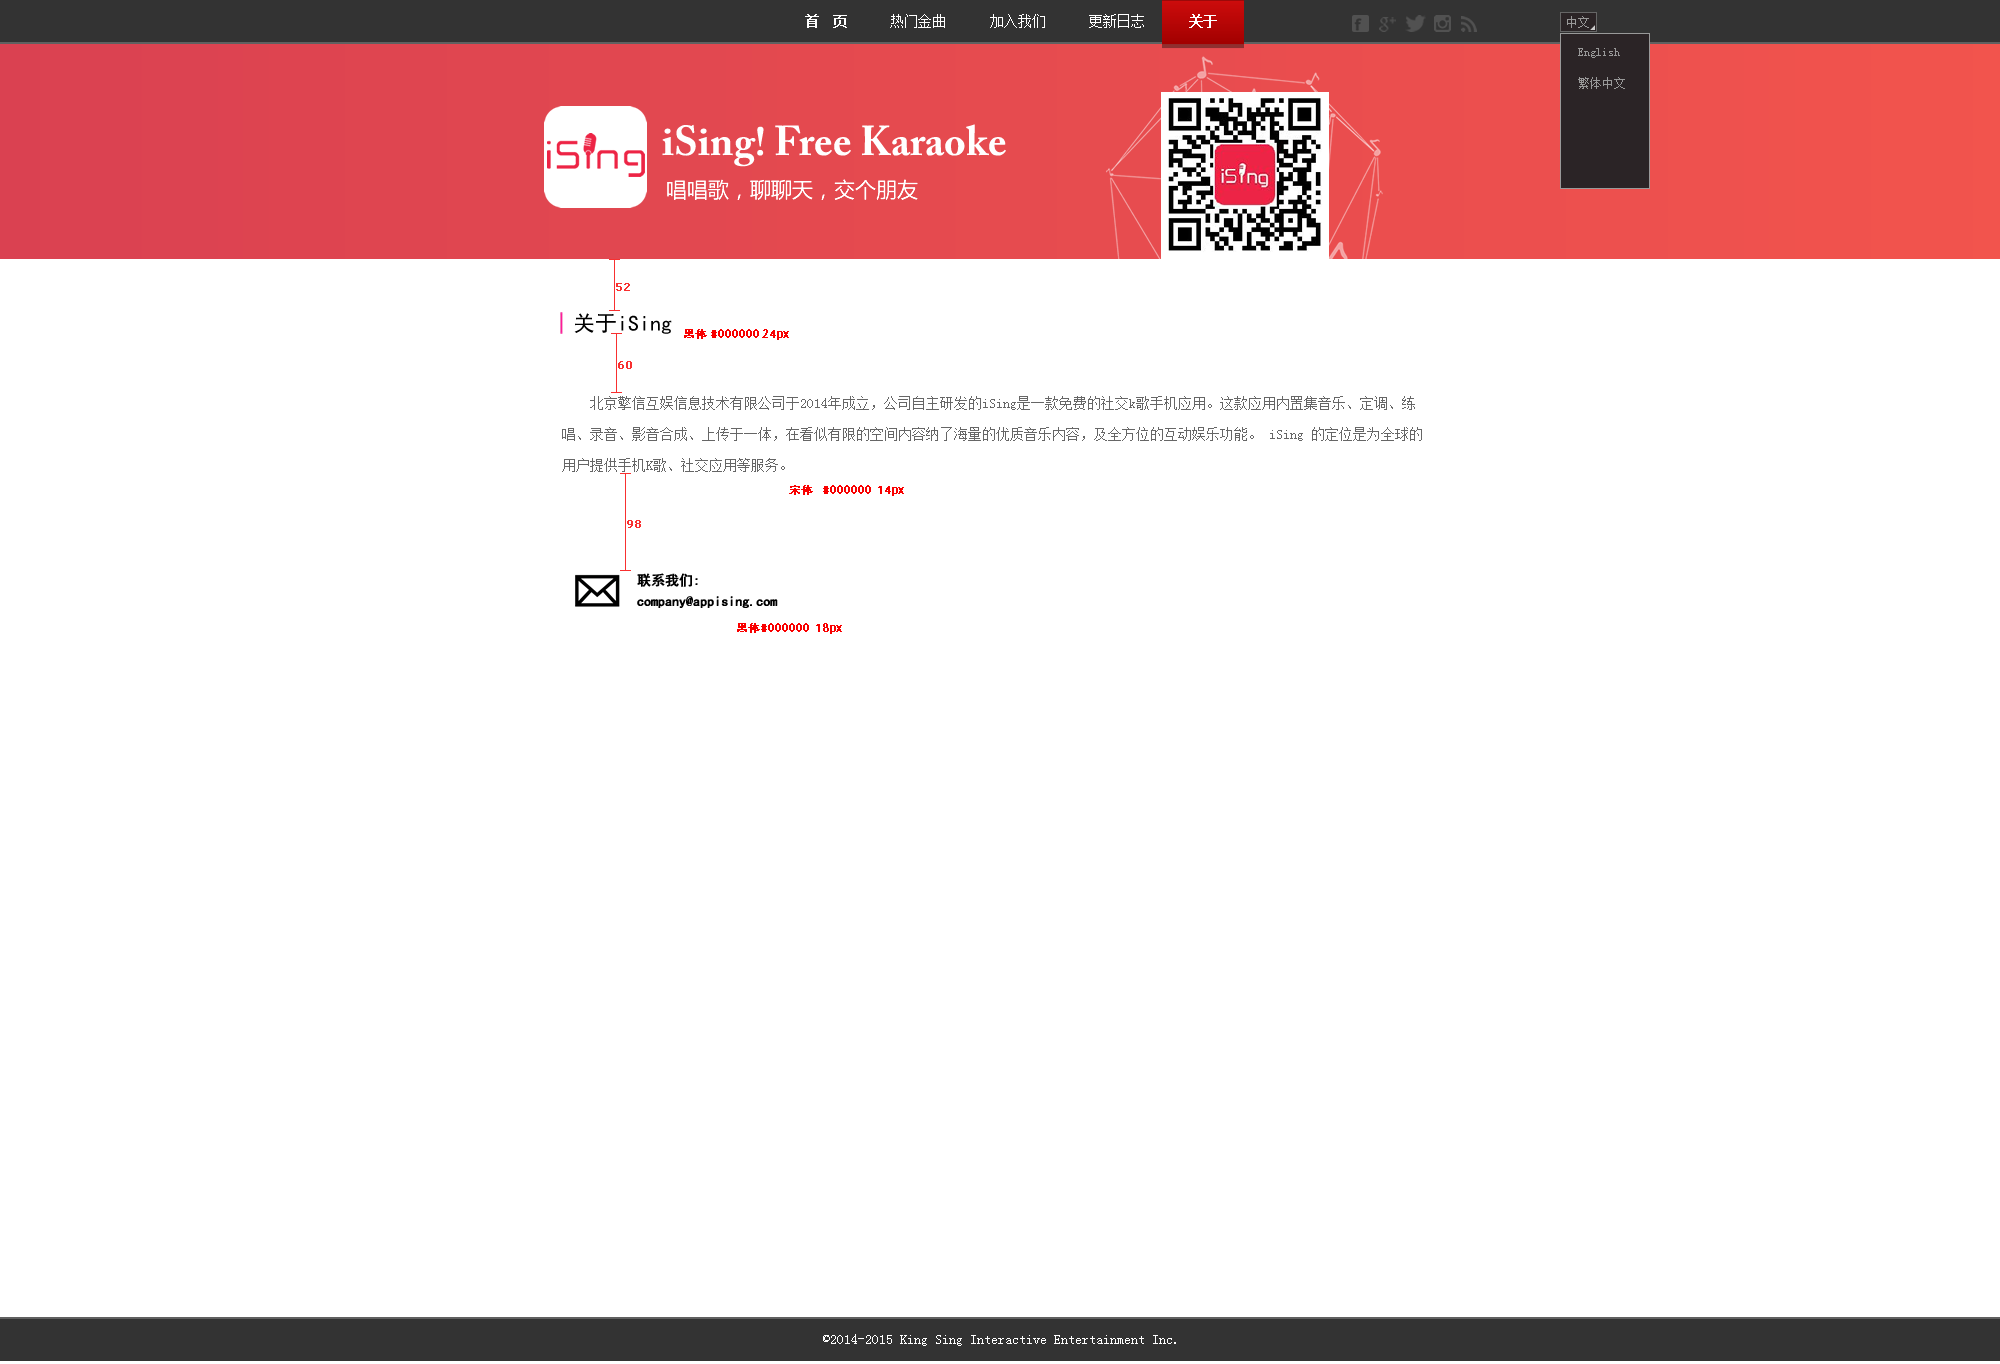 首 页 热门金曲 加入我们 更新日志 关于 中文
English
繁体中文
iSing
iSing! Free Karaoke
唱唱歌，聊聊天，交个朋友
iSing
52
关于iSing
黑体 #000000 24px
60
北京擎信互娱信息技术有限公司于2014年成立，公司自主研发的iSing是一款免费的社交k歌手机应用。这款应用内置集音乐、定调、练
唱、录音、影音合成、上传于一体，在看似有限的空间内容纳了海量的优质音乐内容，及全方位的互动娱乐功能。 iSing 的定位是为全球的
用户提供手机K歌、社交应用等服务。
宋体 #000000 14px
98
联系我们：
company@appising.com
黑体#000000 18px
©2014-2015 King Sing Interactive Entertainment Inc.